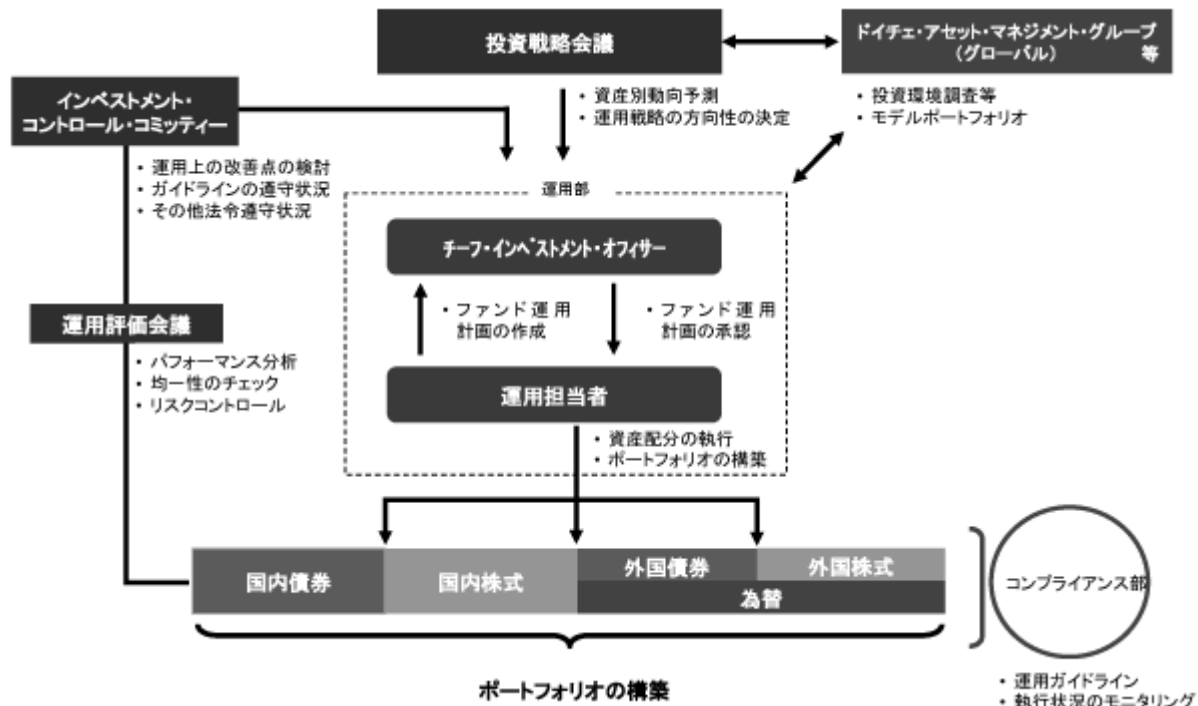 投資戦略会議
ドイチェ・アセット・マネジメント・グループ
(グローバル) 等
インベストメント・
コントロール・コミッティー
・資産別動向予測
・運用戦略の方向性の決定
・投資環境調査等
・モデルポートフォリオ
・運用上の改善点の検討
・ガイドラインの遵守状況
・その他法令遵守状況
運用部
チーフ・インベストメント・オフィサー
・ファンド運用
計画の作成
・ファンド運用
計画の承認
運用評価会議
・パフォーマンス分析
・均一性のチェック
・リスクコントロール
運用担当者
・資産配分の執行
・ポートフォリオの構築
国内債券
国内株式
外国債券
外国株式
為替
コンプライアンス部
ポートフォリオの構築
・運用ガイドライン
・執行状況のモニタリング